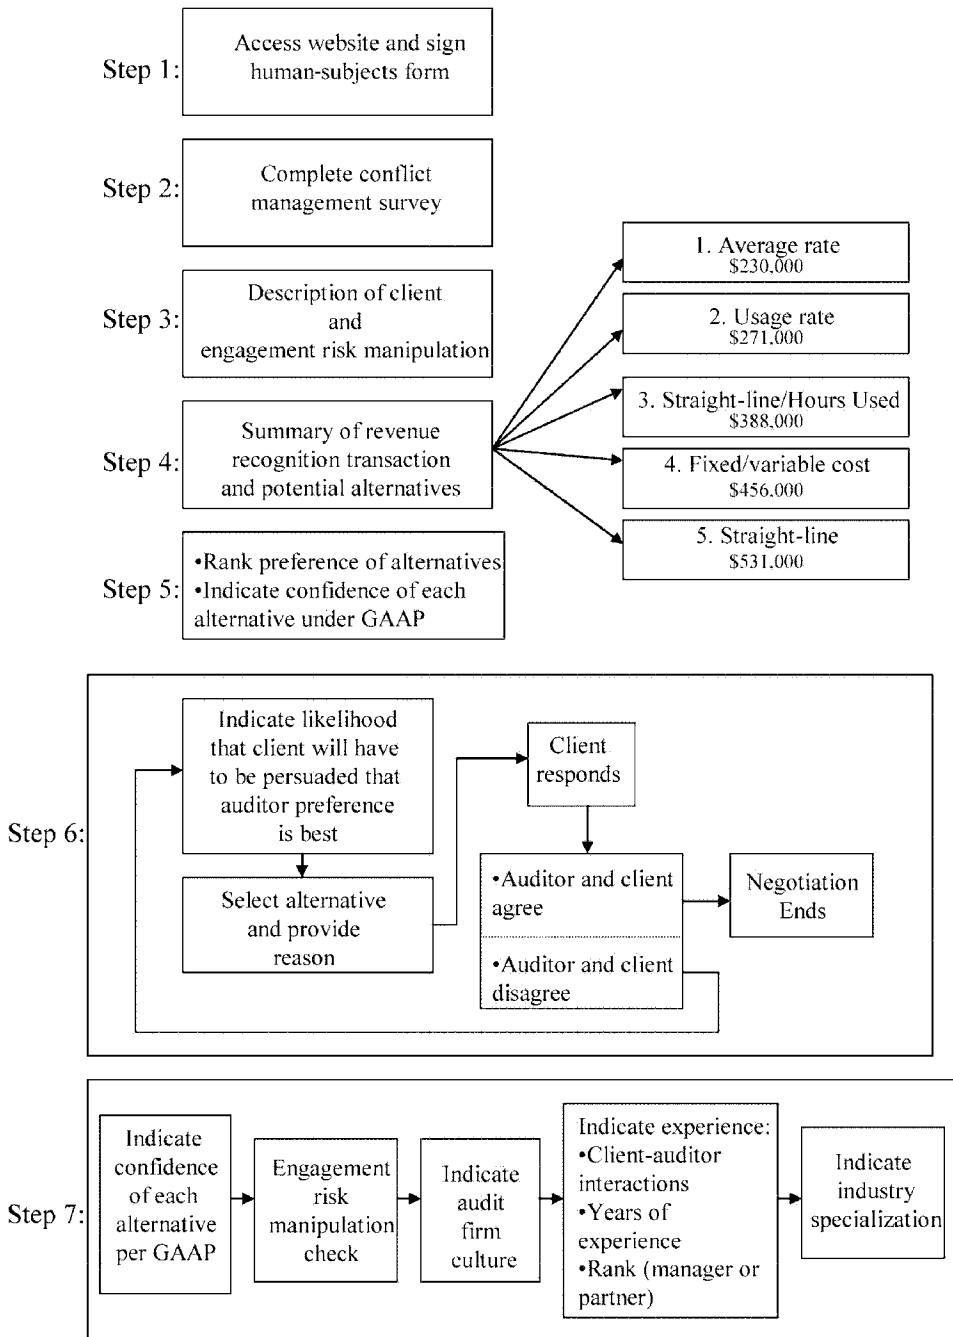 Step 1:
Access website and sign
human-subjects form
Step 2:
Complete conflict
management survey
Step 3:
Description of client
and
engagement risk manipulation
Step 4:
Summary of revenue
recognition transaction
and potential alternatives
1. Average rate
$230,000
2. Usage rate
$271,000
3. Straight-line/Hours Used
$388,000
4. Fixed/variable cost
$456,000
5. Straight-line
$531,000
Step 5:
•Rank preference of alternatives
•Indicate confidence of each
alternative under GAAP
Step 6:
Indicate likelihood
that client will have
to be persuaded that
auditor preference
is best
Select alternative
and provide
reason
Client
responds
•Auditor and client
agree
•Auditor and client
disagree
Negotiation
Ends
Step 7:
Indicate
confidence
of each
alternative
per GAAP
Engagement
risk
manipulation
check
Indicate
audit
firm
culture
Indicate experience:
•Client-auditor
interactions
•Years of
experience
•Rank (manager or
partner)
Indicate
industry
specialization